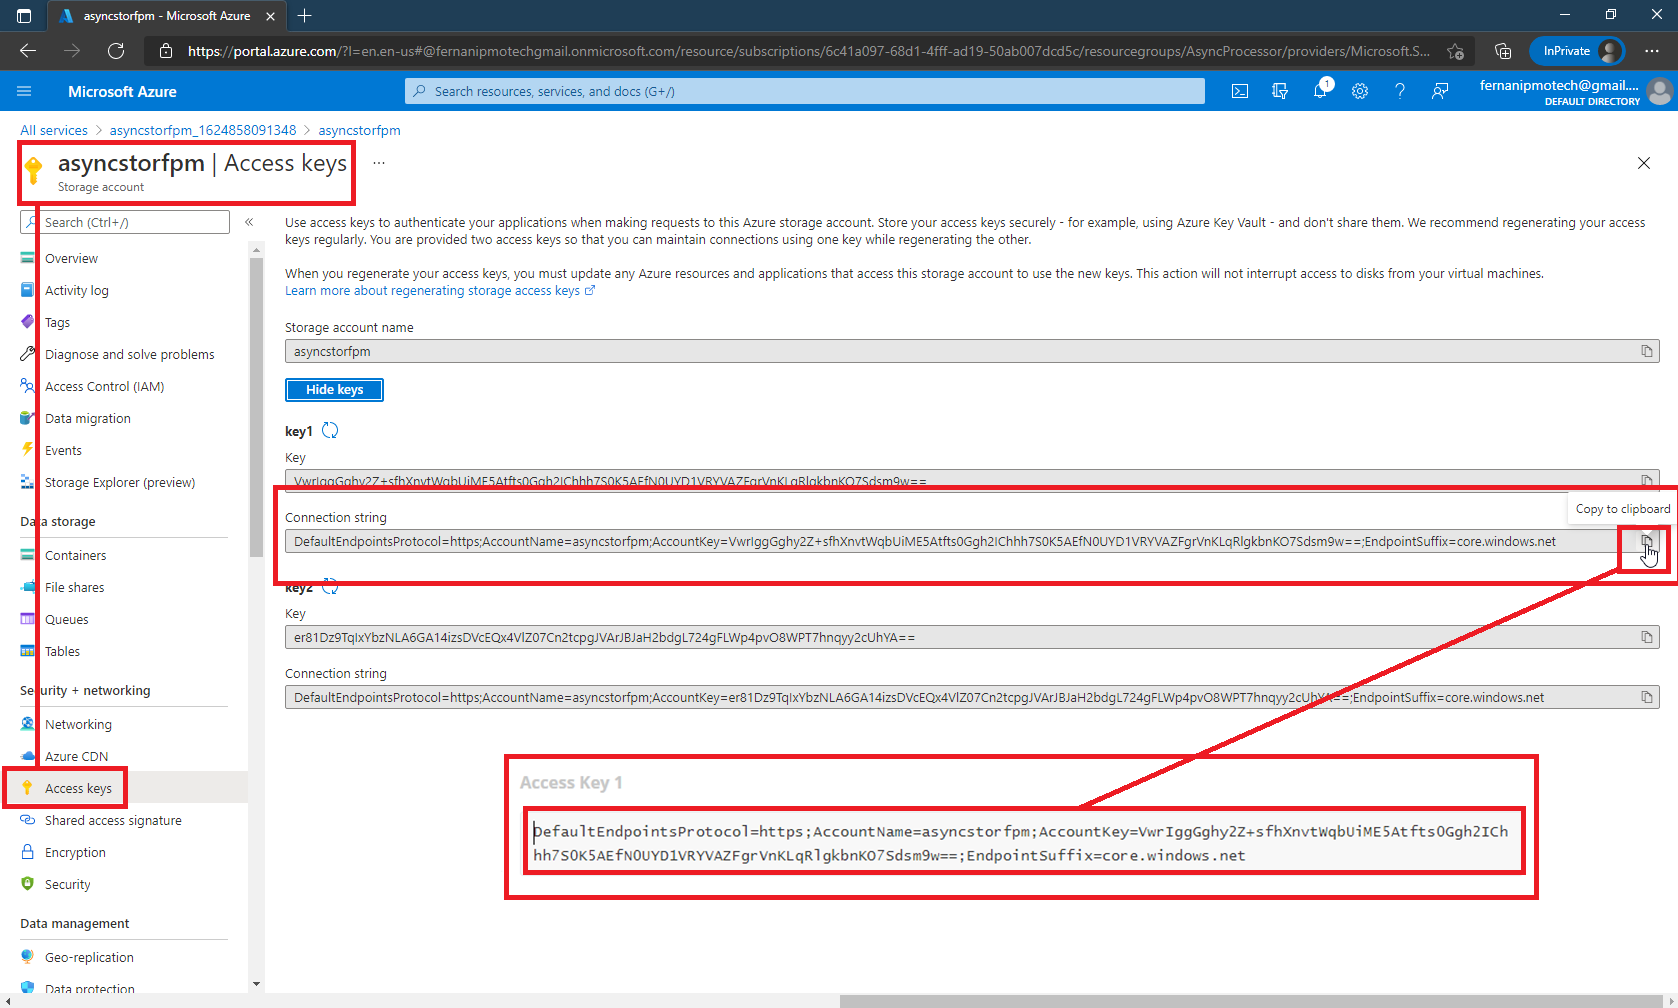 asyncstorfpm - Microsoft Azure
https://portal.azure.com/?l=en.en-us#@fernanipmotechgmail.onmicrosoft.com/resource/subscriptions/6c41a097-68d1-4fff-ad19-50ab007dcd5c/resourcegroups/AsyncProcessor/providers/Microsoft.S...
InPrivate
Microsoft Azure
Search resources, services, and docs (G+/)
1
fernanipmotech@gmail....
DEFAULT DIRECTORY
All services > asyncstorfpm_1624858091348 > asyncstorfpm
asyncstorfpm | Access keys ...
Storage account
Search (Ctrl+/)
Overview
Activity log
Tags
Diagnose and solve problems
Access Control (IAM)
Data migration
Events
Storage Explorer (preview)
Data storage
Containers
File shares
Queues
Tables
Security + networking
Networking
Azure CDN
Access keys
Shared access signature
Encryption
Security
Data management
Geo-replication
Data protection
Use access keys to authenticate your applications when making requests to this Azure storage account. Store your access keys securely - for example, using Azure Key Vault - and don't share them. We recommend regenerating your access
keys regularly. You are provided two access keys so that you can maintain connections using one key while regenerating the other.
When you regenerate your access keys, you must update any Azure resources and applications that access this storage account to use the new keys. This action will not interrupt access to disks from your virtual machines.
Learn more about regenerating storage access keys
Storage account name
asyncstorfpm
Hide keys
key1
Key
VwrIggGghy2Z+sfhXnvtWqbUiME5Atfts0Ggh2IChhh7S0K5AEfN0UYD1VRYVAZFgrVnKLqRlgkbnKO7Sdsm9w==
Connection string
Copy to clipboard
DefaultEndpointsProtocol=https;AccountName=asyncstorfpm;AccountKey=VwrIggGghy2Z+sfhXnvtWqbUiME5Atfts0Ggh2IChhh7S0K5AEfN0UYD1VRYVAZFgrVnKLqRlgkbnKO7Sdsm9w==;EndpointSuffix=core.windows.net
key2
Key
er81Dz9TqIxYbzNLA6GA14izsDVcEQx4VlZ07Cn2tcpgJVArJBJaH2bdgL724gFLWp4pvO8WPT7hnqyy2cUhYA==
Connection string
DefaultEndpointsProtocol=https;AccountName=asyncstorfpm;AccountKey=er81Dz9TqIxYbzNLA6GA14izsDVcEQx4VlZ07Cn2tcpgJVArJBJaH2bdgL724gFLWp4pvO8WPT7hnqyy2cUhYA==;EndpointSuffix=core.windows.net
Access Key 1
DefaultEndpointsProtocol=https;AccountName=asyncstorfpm;AccountKey=VwrIggGghy2Z+sfhXnvtWqbUiME5Atfts0Ggh2ICh
hh7S0K5AEfN0UYD1VRYVAZFgrVnKLqRlgkbnKO7Sdsm9w==;EndpointSuffix=core.windows.net